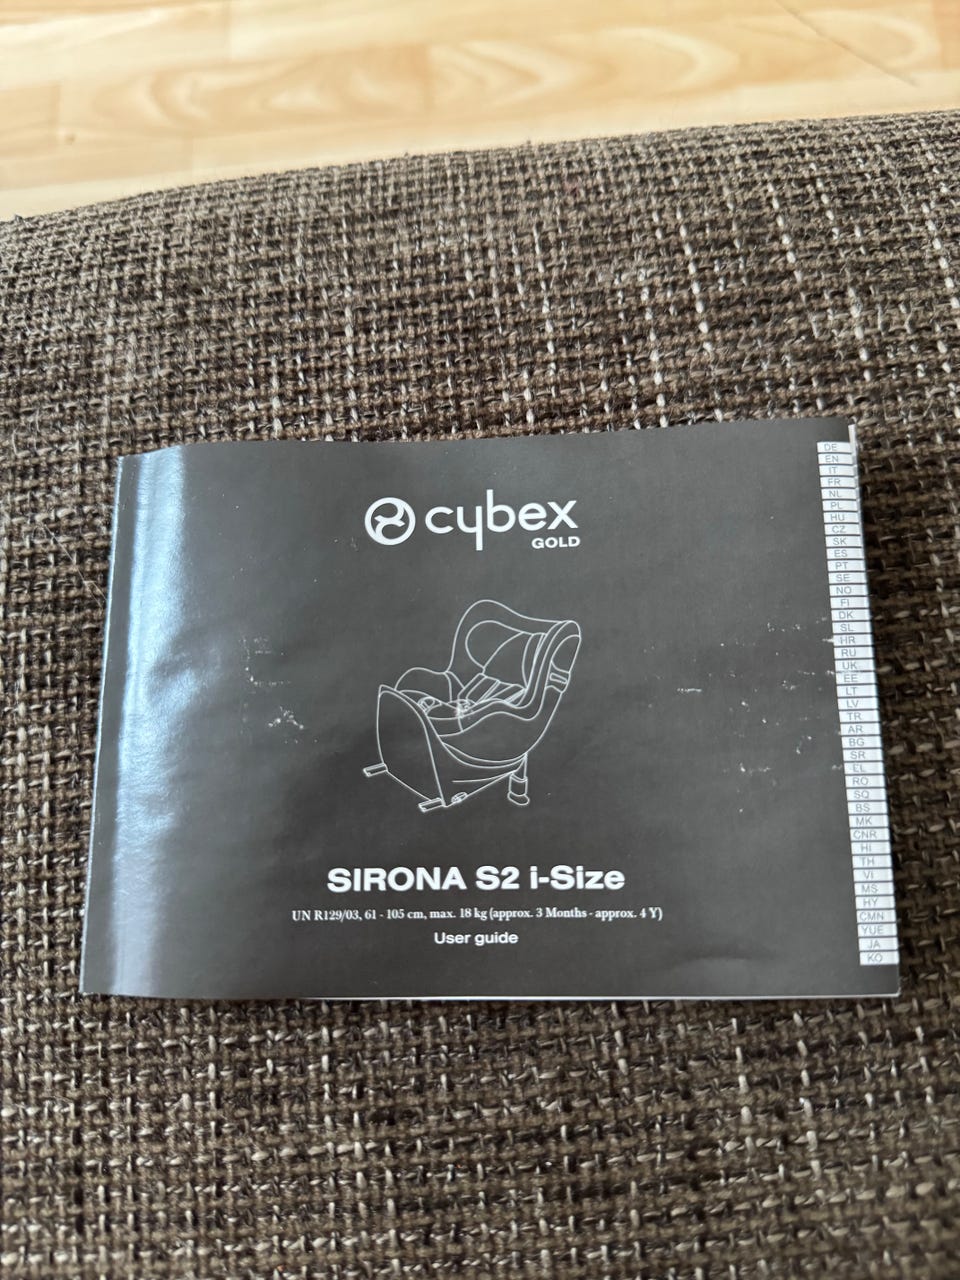 cybex
GOLD
SIRONA S2 i-Size
UN R129/03, 61 - 105 cm, max. 18 kg (approx. 3 Months - approx. 4 Y)
User guide
DE
EN
IT
FR
NL
PL
HU
CZ
SK
ES
PT
SE
NO
FI
DK
SL
HR
RU
UK
EE
LT
LV
TR
AR
BG
SR
EL
RO
SQ
BS
MK
CNR
HI
TH
VI
MS
HY
CMN
YUE
JA
KO